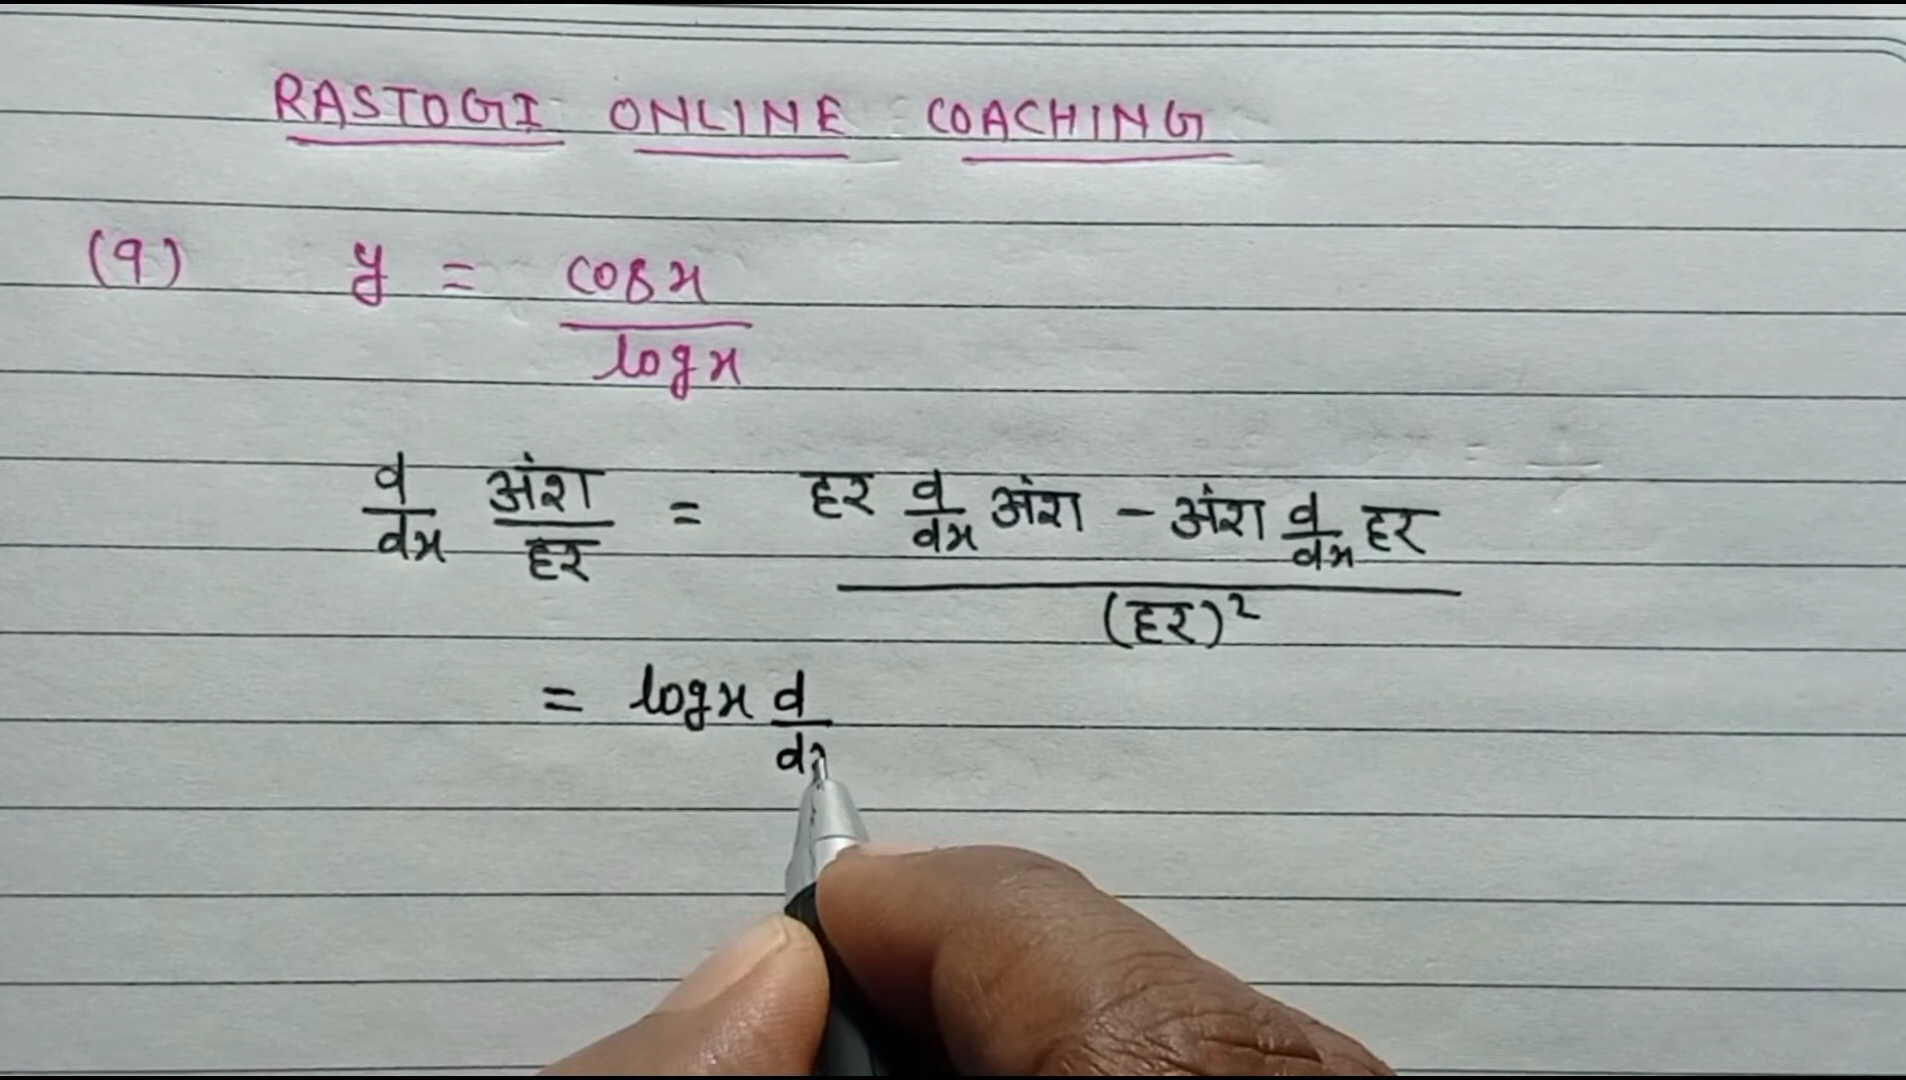 RASTOGI ONLINE COACHING
(9) y = cos x / log x
d/dx अंश/हर = हर d/dx अंश - अंश d/dx हर / (हर)²
= log x d/dx